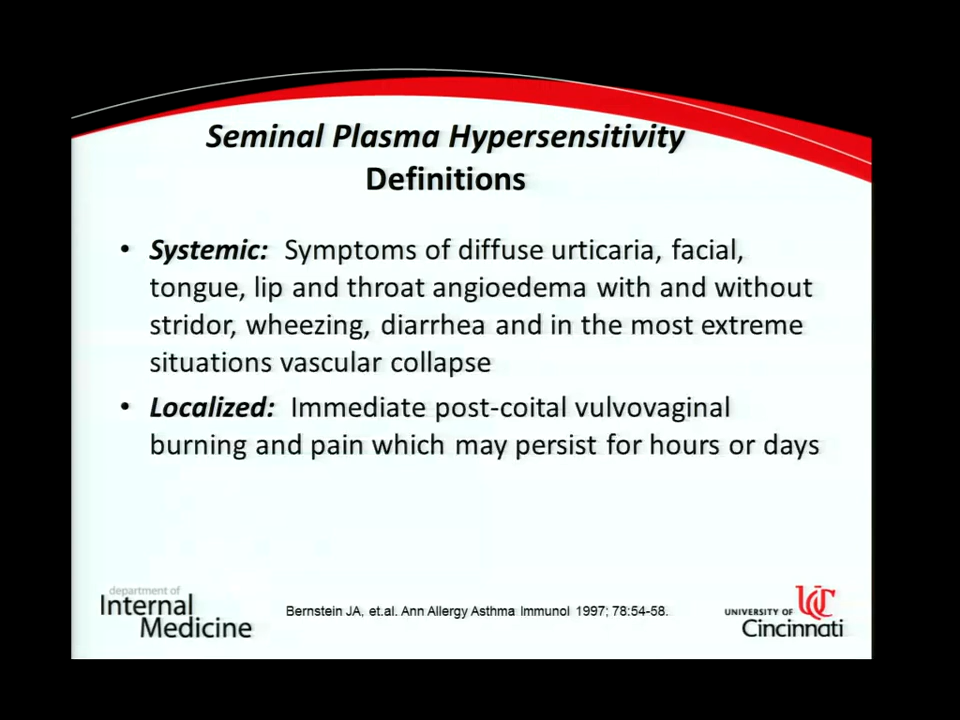 Seminal Plasma Hypersensitivity
Definitions
• Systemic: Symptoms of diffuse urticaria, facial,
tongue, lip and throat angioedema with and without
stridor, wheezing, diarrhea and in the most extreme
situations vascular collapse
• Localized: Immediate post-coital vulvovaginal
burning and pain which may persist for hours or days
department of
Internal
Medicine
Bernstein JA, et.al. Ann Allergy Asthma Immunol 1997; 78:54-58.
UC
UNIVERSITY OF
Cincinnati